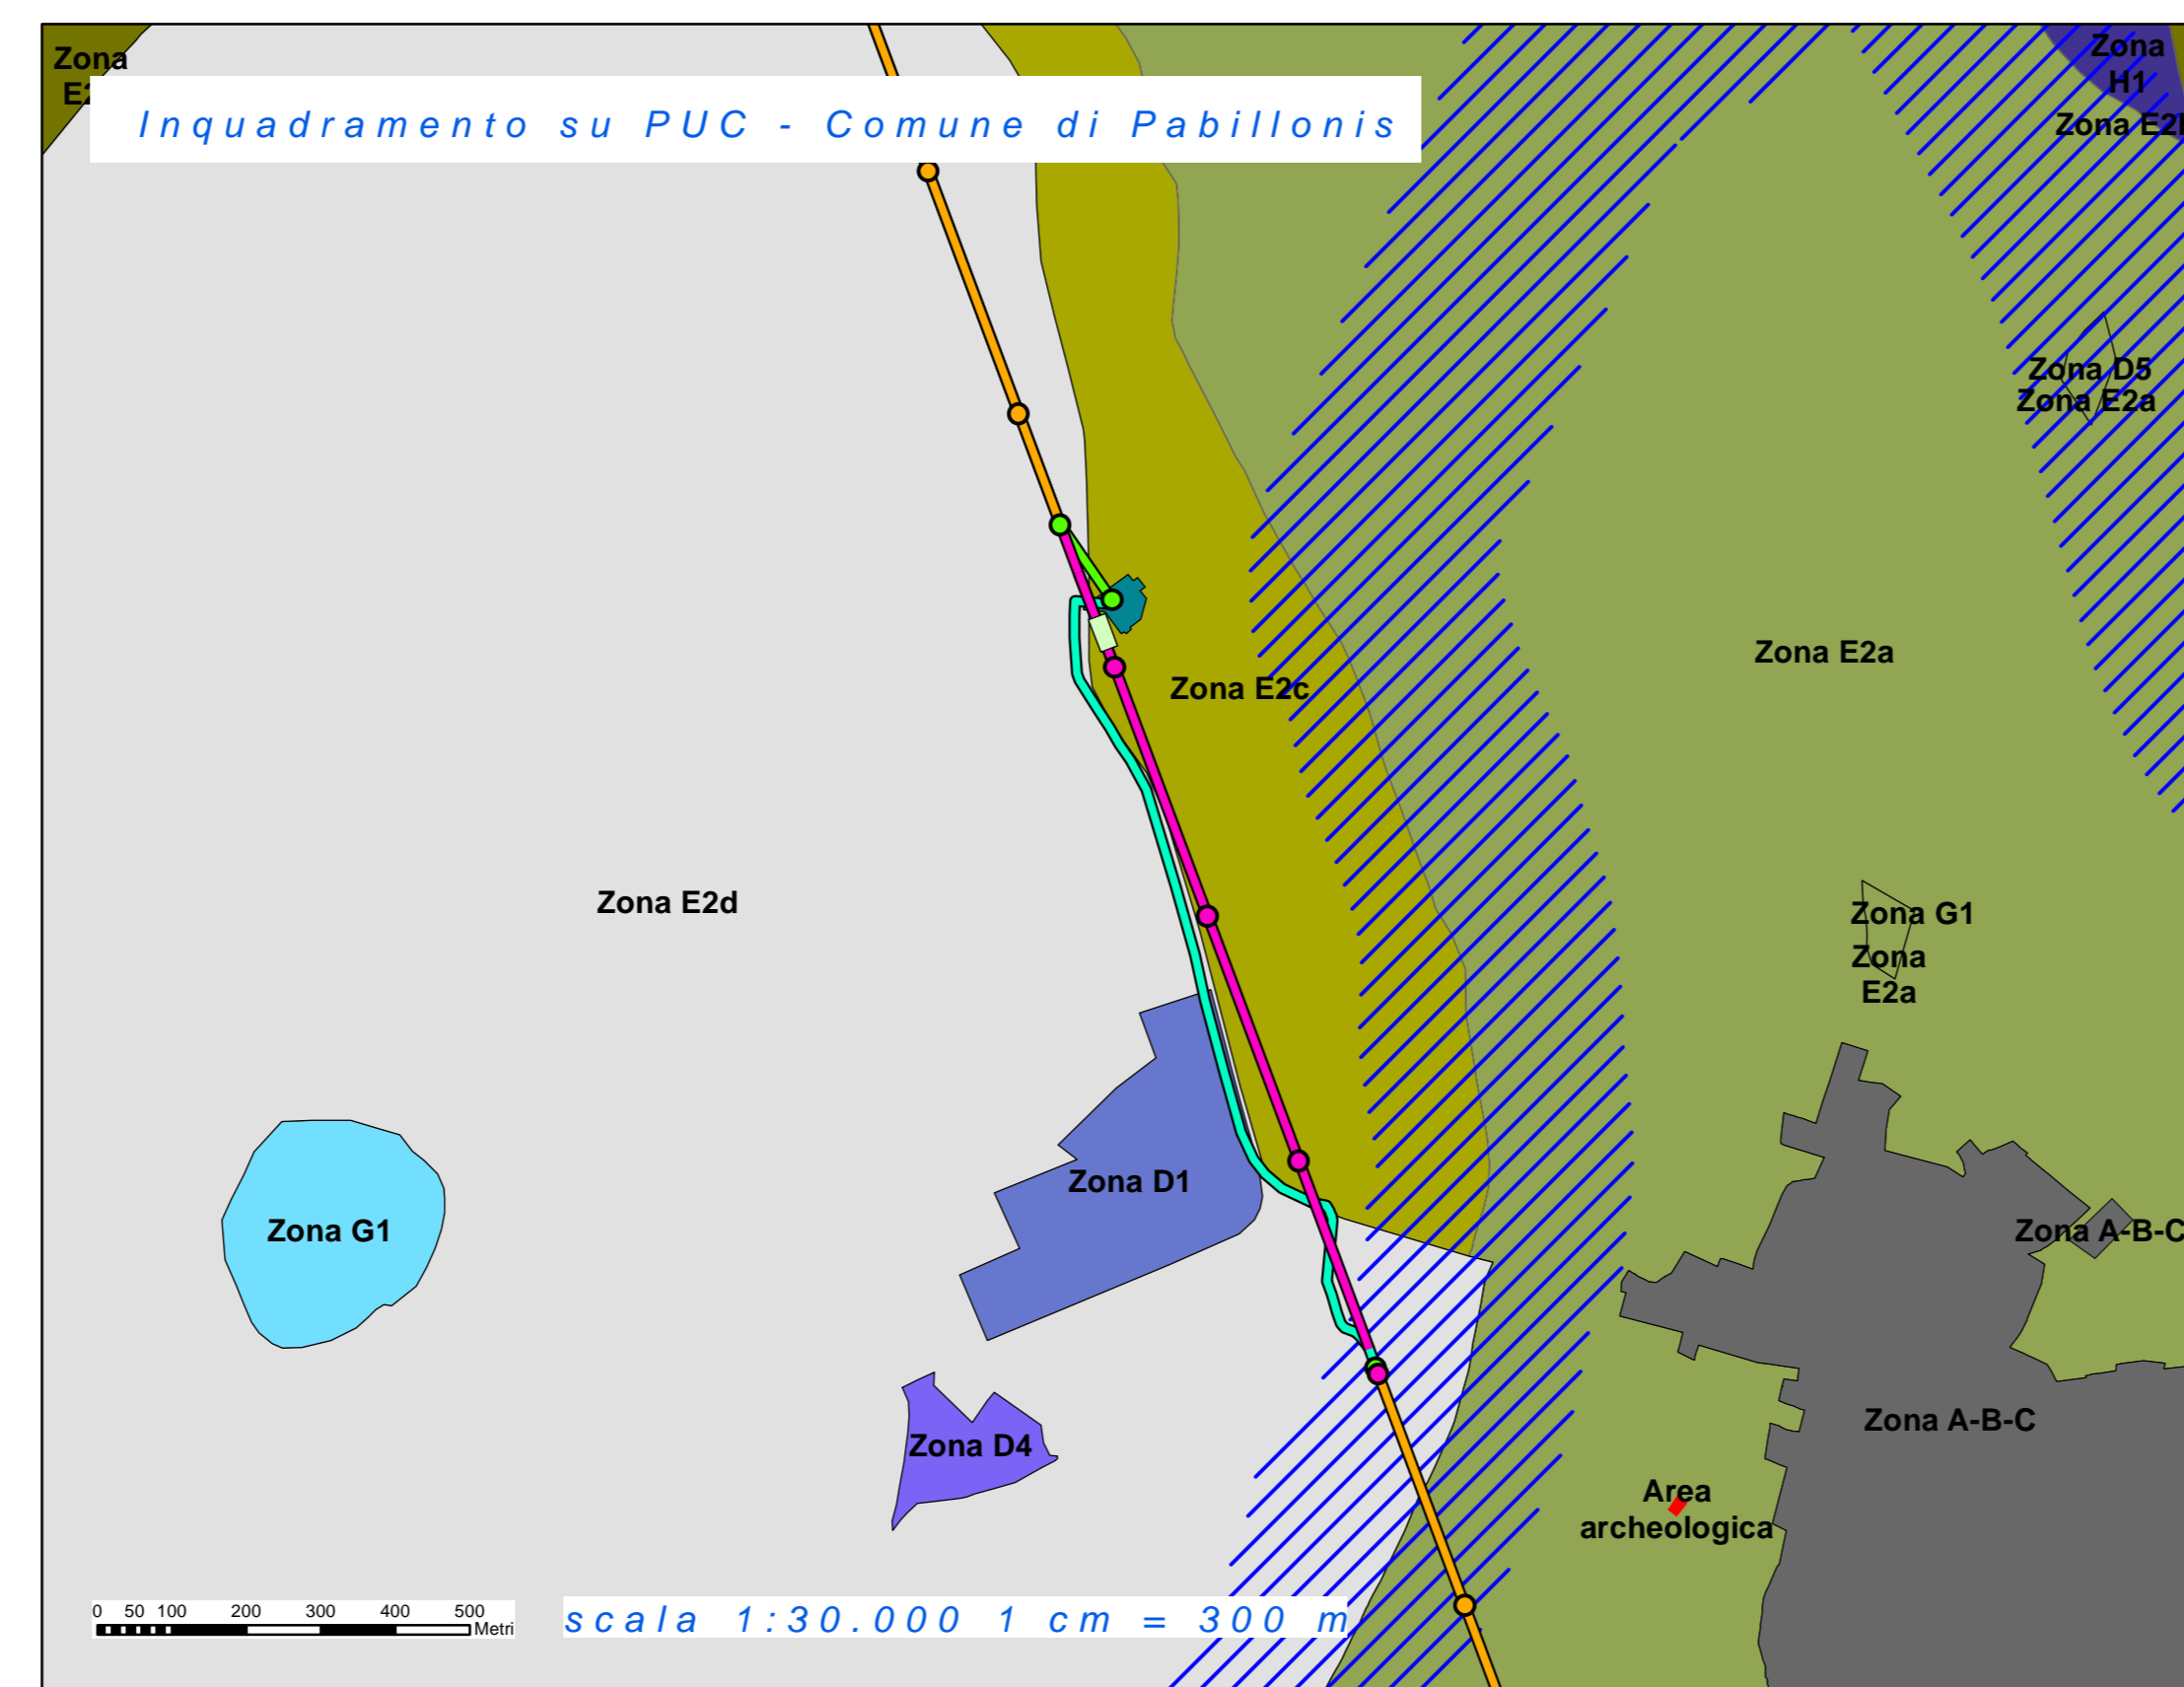 Zona
Zona
H1
Inquadramento su PUC - Comune di Pabillonis
Zona D5
Zona E2a
Zona E2a
Zona E2c
Zona E2d
Zona G1
Zona
E2a
Zona D1
Zona G1
Zona A-B-C
Zona A-B-C
Zona D4
Area
archeologica
0 50 100 200 300 400 500
Metri
scala 1:30.000 1 cm = 300 m